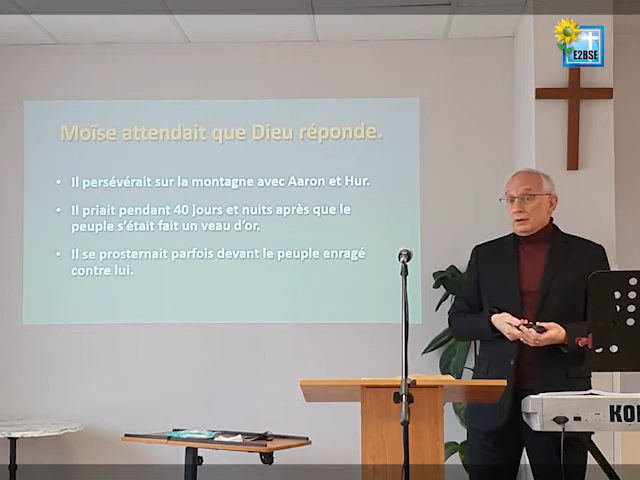 E2BSE
Moïse attendait que Dieu réponde.
• Il persévérait sur la montagne avec Aaron et Hur.
• Il priait pendant 40 jours et nuits après que le
peuple s'était fait un veau d'or.
• Il se prosternait parfois devant le peuple enragé
contre lui.
KO